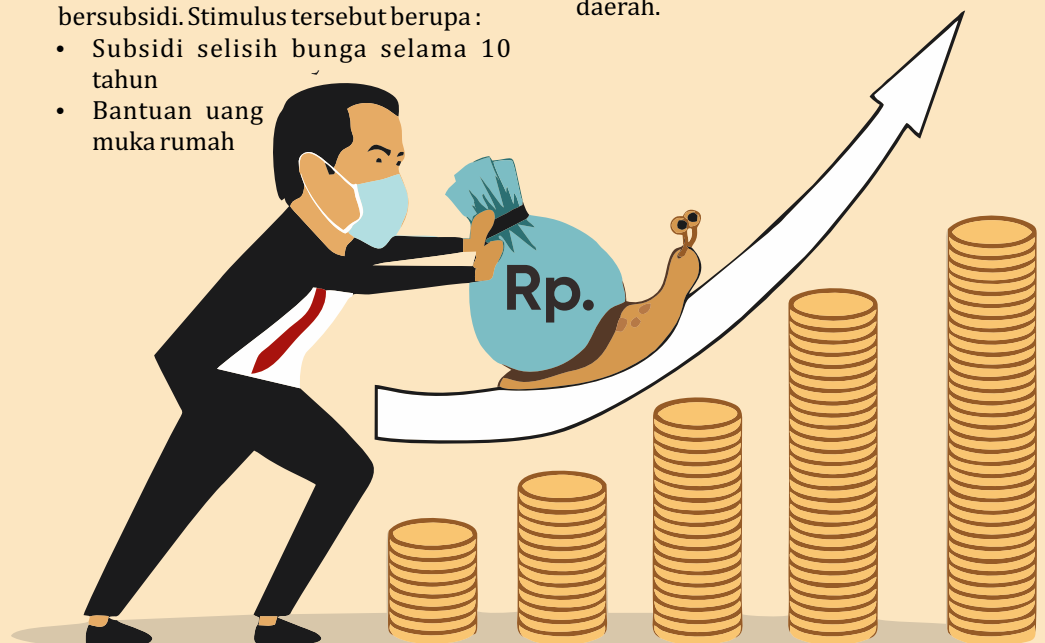 bersubsidi. Stimulus tersebut berupa :
• Subsidi selisih bunga selama 10
tahun
• Bantuan uang
muka rumah
daerah.
Rp.